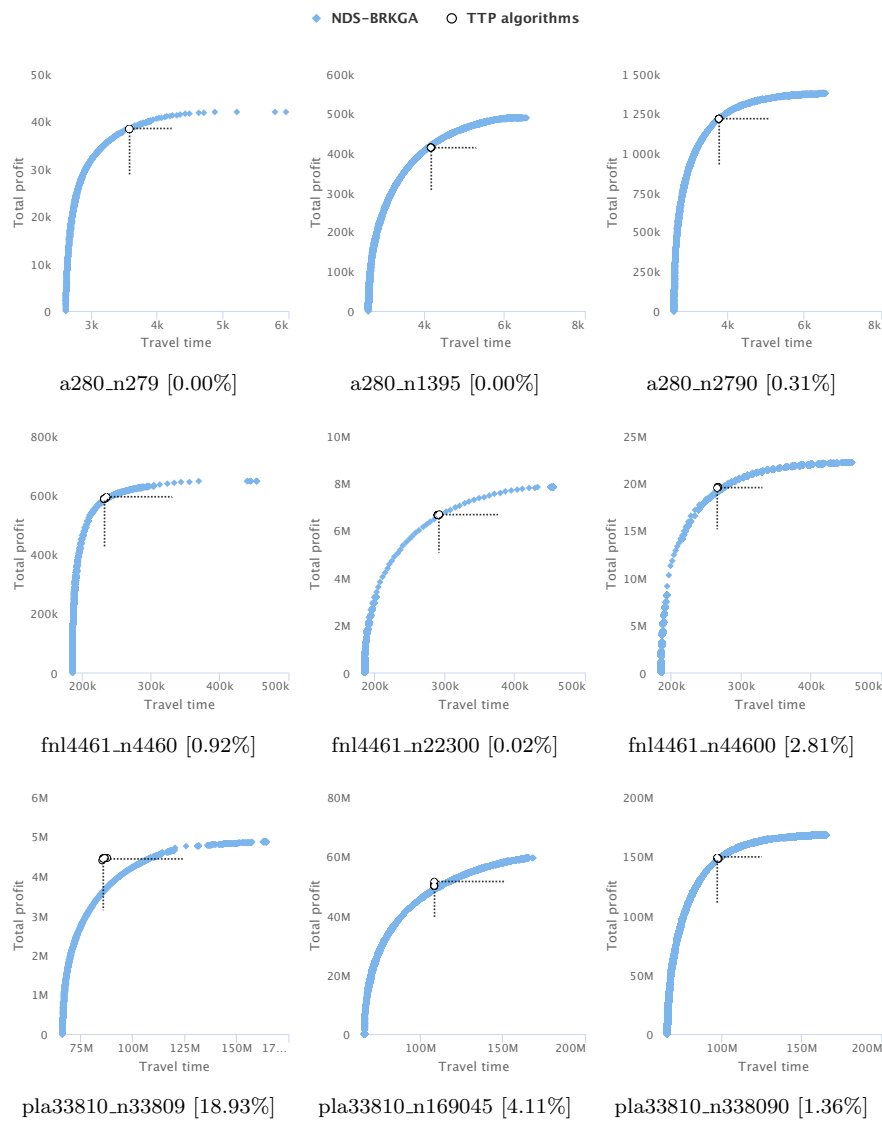 NDS-BRKGA TTP algorithms
Total profit
50k
40k
30k
20k
10k
0
3k 4k 5k 6k
Travel time
a280_n279 [0.00%]
Total profit
600k
500k
400k
300k
200k
100k
0
4k 6k 8k
Travel time
a280_n1395 [0.00%]
Total profit
1 500k
1 250k
1 000k
750k
500k
250k
0
4k 6k 8k
Travel time
a280_n2790 [0.31%]
Total profit
800k
600k
400k
200k
0
200k 300k 400k 500k
Travel time
fnl4461_n4460 [0.92%]
Total profit
10M
8M
6M
4M
2M
0
200k 300k 400k 500k
Travel time
fnl4461_n22300 [0.02%]
Total profit
25M
20M
15M
10M
5M
0
200k 300k 400k 500k
Travel time
fnl4461_n44600 [2.81%]
Total profit
6M
5M
4M
3M
2M
1M
0
75M 100M 125M 150M 17...
Travel time
pla33810_n33809 [18.93%]
Total profit
80M
60M
40M
20M
0
100M 150M 200M
Travel time
pla33810_n169045 [4.11%]
Total profit
200M
150M
100M
50M
0
100M 150M 200M
Travel time
pla33810_n338090 [1.36%]